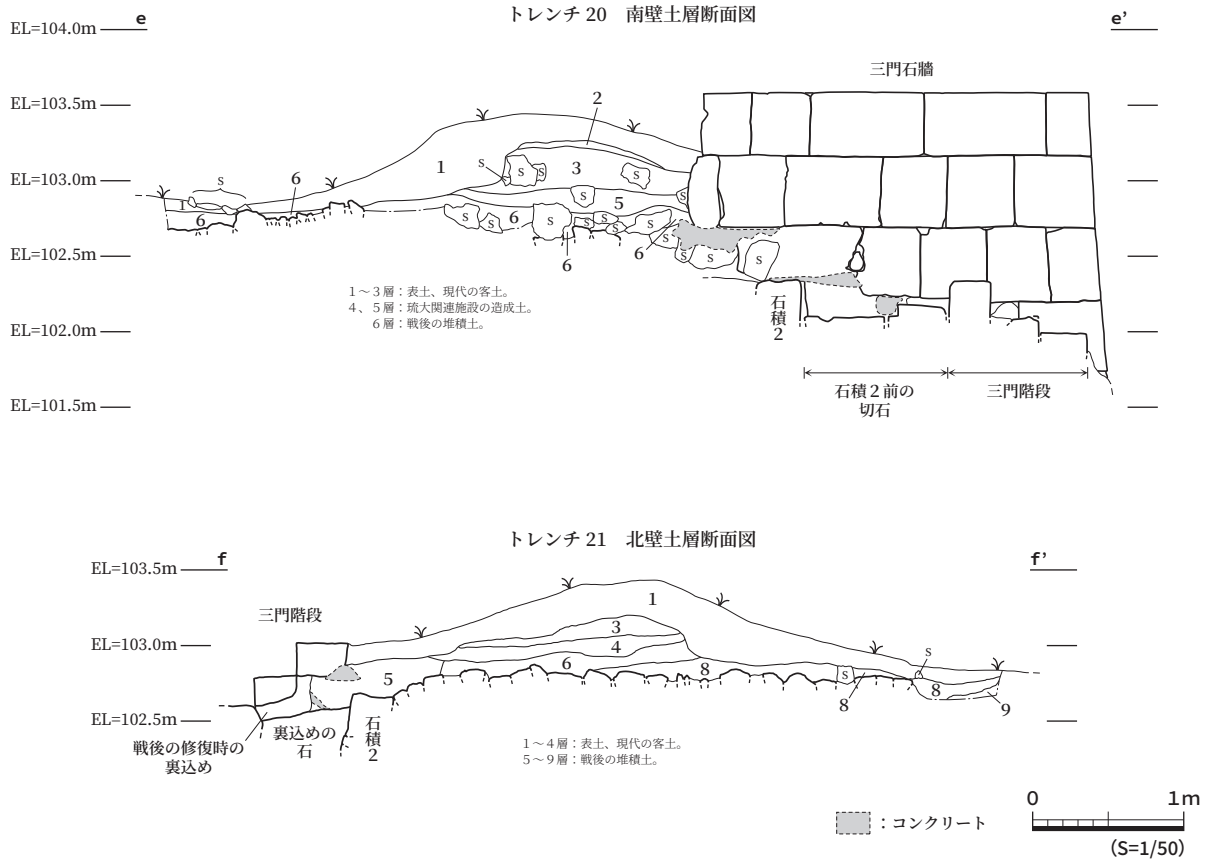 トレンチ 20　南壁土層断面図
e
e’
EL=104.0m
EL=103.5m
EL=103.0m
EL=102.5m
EL=102.0m
EL=101.5m
三門石牆
2
1
3
S
S
S
S
S
6
1
6
S
S
5
S
S
6
S
S
S
S
S
S
S
6
6
S
S
S
１～３層：表土、現代の客土。
４、５層：琉大関連施設の造成土。
６層：戦後の堆積土。
石積２
石積２前の
切石
三門階段
トレンチ 21　北壁土層断面図
f
f’
EL=103.5m
EL=103.0m
EL=102.5m
三門階段
1
3
4
6
5
8
S
8
S
8
9
戦後の修復時の
裏込め
裏込めの
石
石積２
１～４層：表土、現代の客土。
５～９層：戦後の堆積土。
：コンクリート
0　1m
（S=1/50）